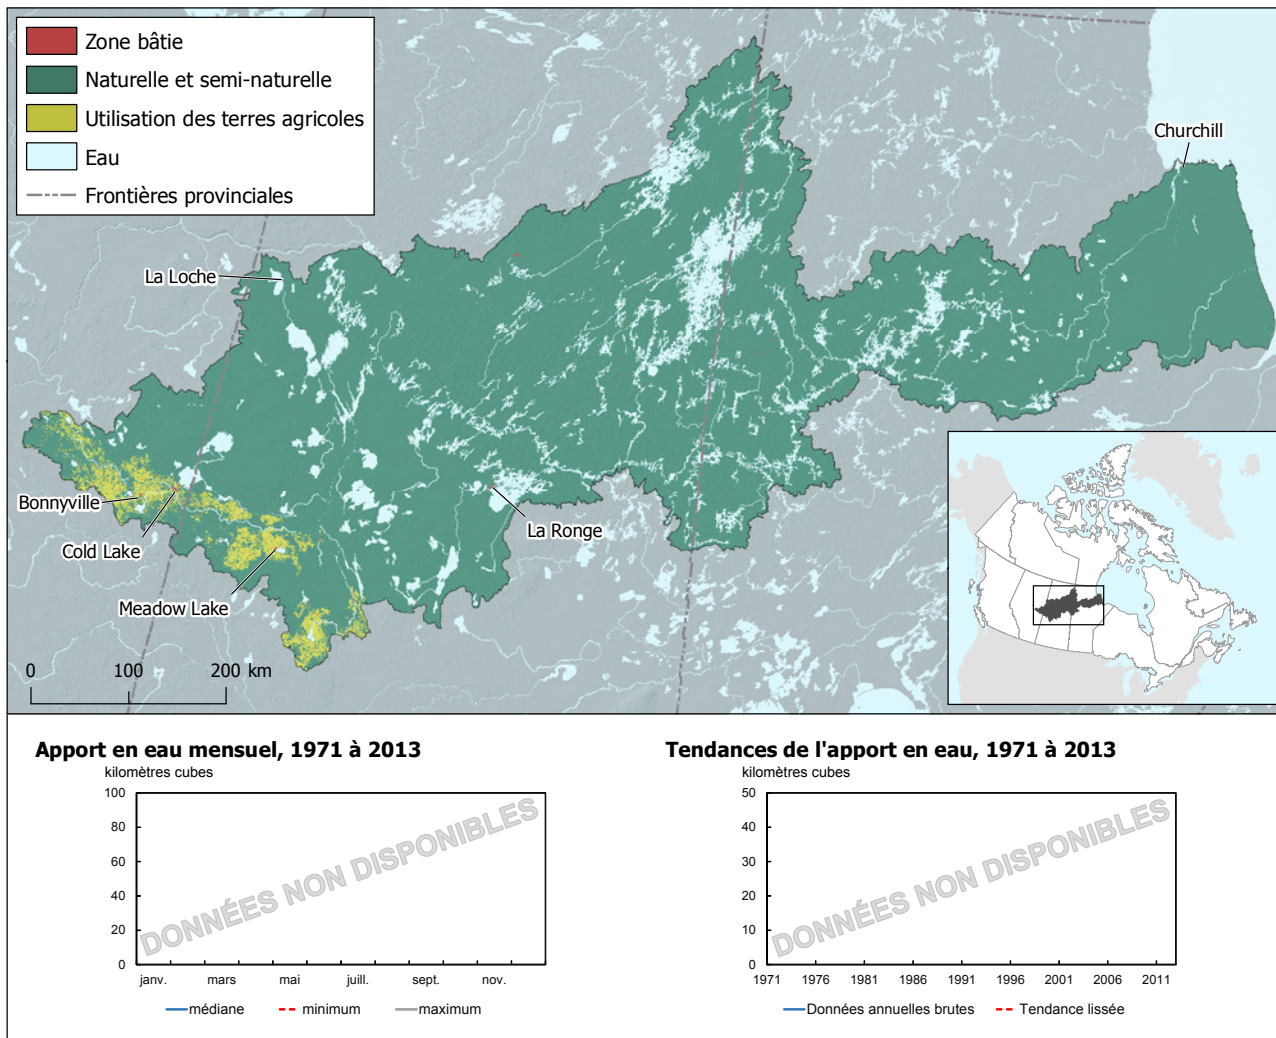 Zone bâtie
Naturelle et semi-naturelle
Utilisation des terres agricoles
Eau
Frontières provinciales
Churchill
La Loche
Bonnyville
Cold Lake
La Ronge
Meadow Lake
0 100 200 km
Apport en eau mensuel, 1971 à 2013
kilomètres cubes
100
80
60
40
20
0
DONNÉES NON DISPONIBLES
janv. mars mai juill. sept. nov.
médiane minimum maximum
Tendances de l'apport en eau, 1971 à 2013
kilomètres cubes
50
40
30
20
10
0
DONNÉES NON DISPONIBLES
1971 1976 1981 1986 1991 1996 2001 2006 2011
Données annuelles brutes Tendance lissée